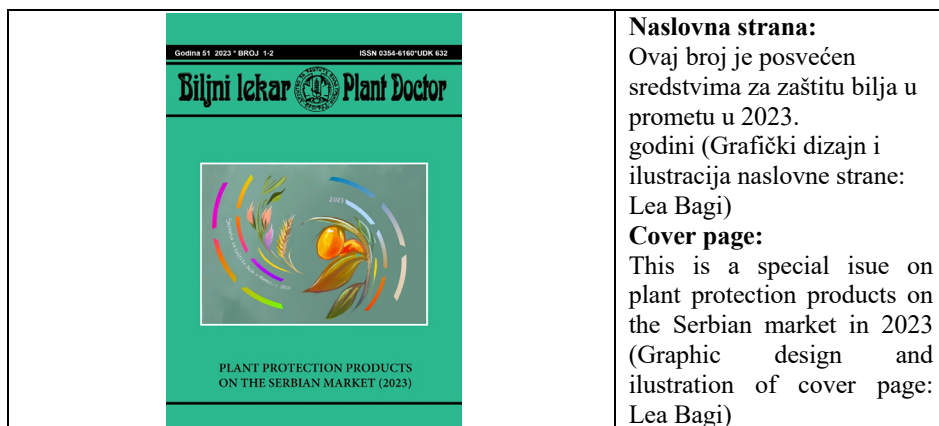 Godina 51 2023 * BROJ 1-2 ISSN 0354-6160*UDK 632
Biljni lekar Plant Doctor
2023
PLANT PROTECTION PRODUCTS
ON THE SERBIAN MARKET (2023)
Naslovna strana:
Ovaj broj je posvećen
sredstvima za zaštitu bilja u
prometu u 2023.
godini (Grafički dizajn i
ilustracija naslovne strane:
Lea Bagi)
Cover page:
This is a special isue on
plant protection products on
the Serbian market in 2023
(Graphic design and
ilustration of cover page:
Lea Bagi)